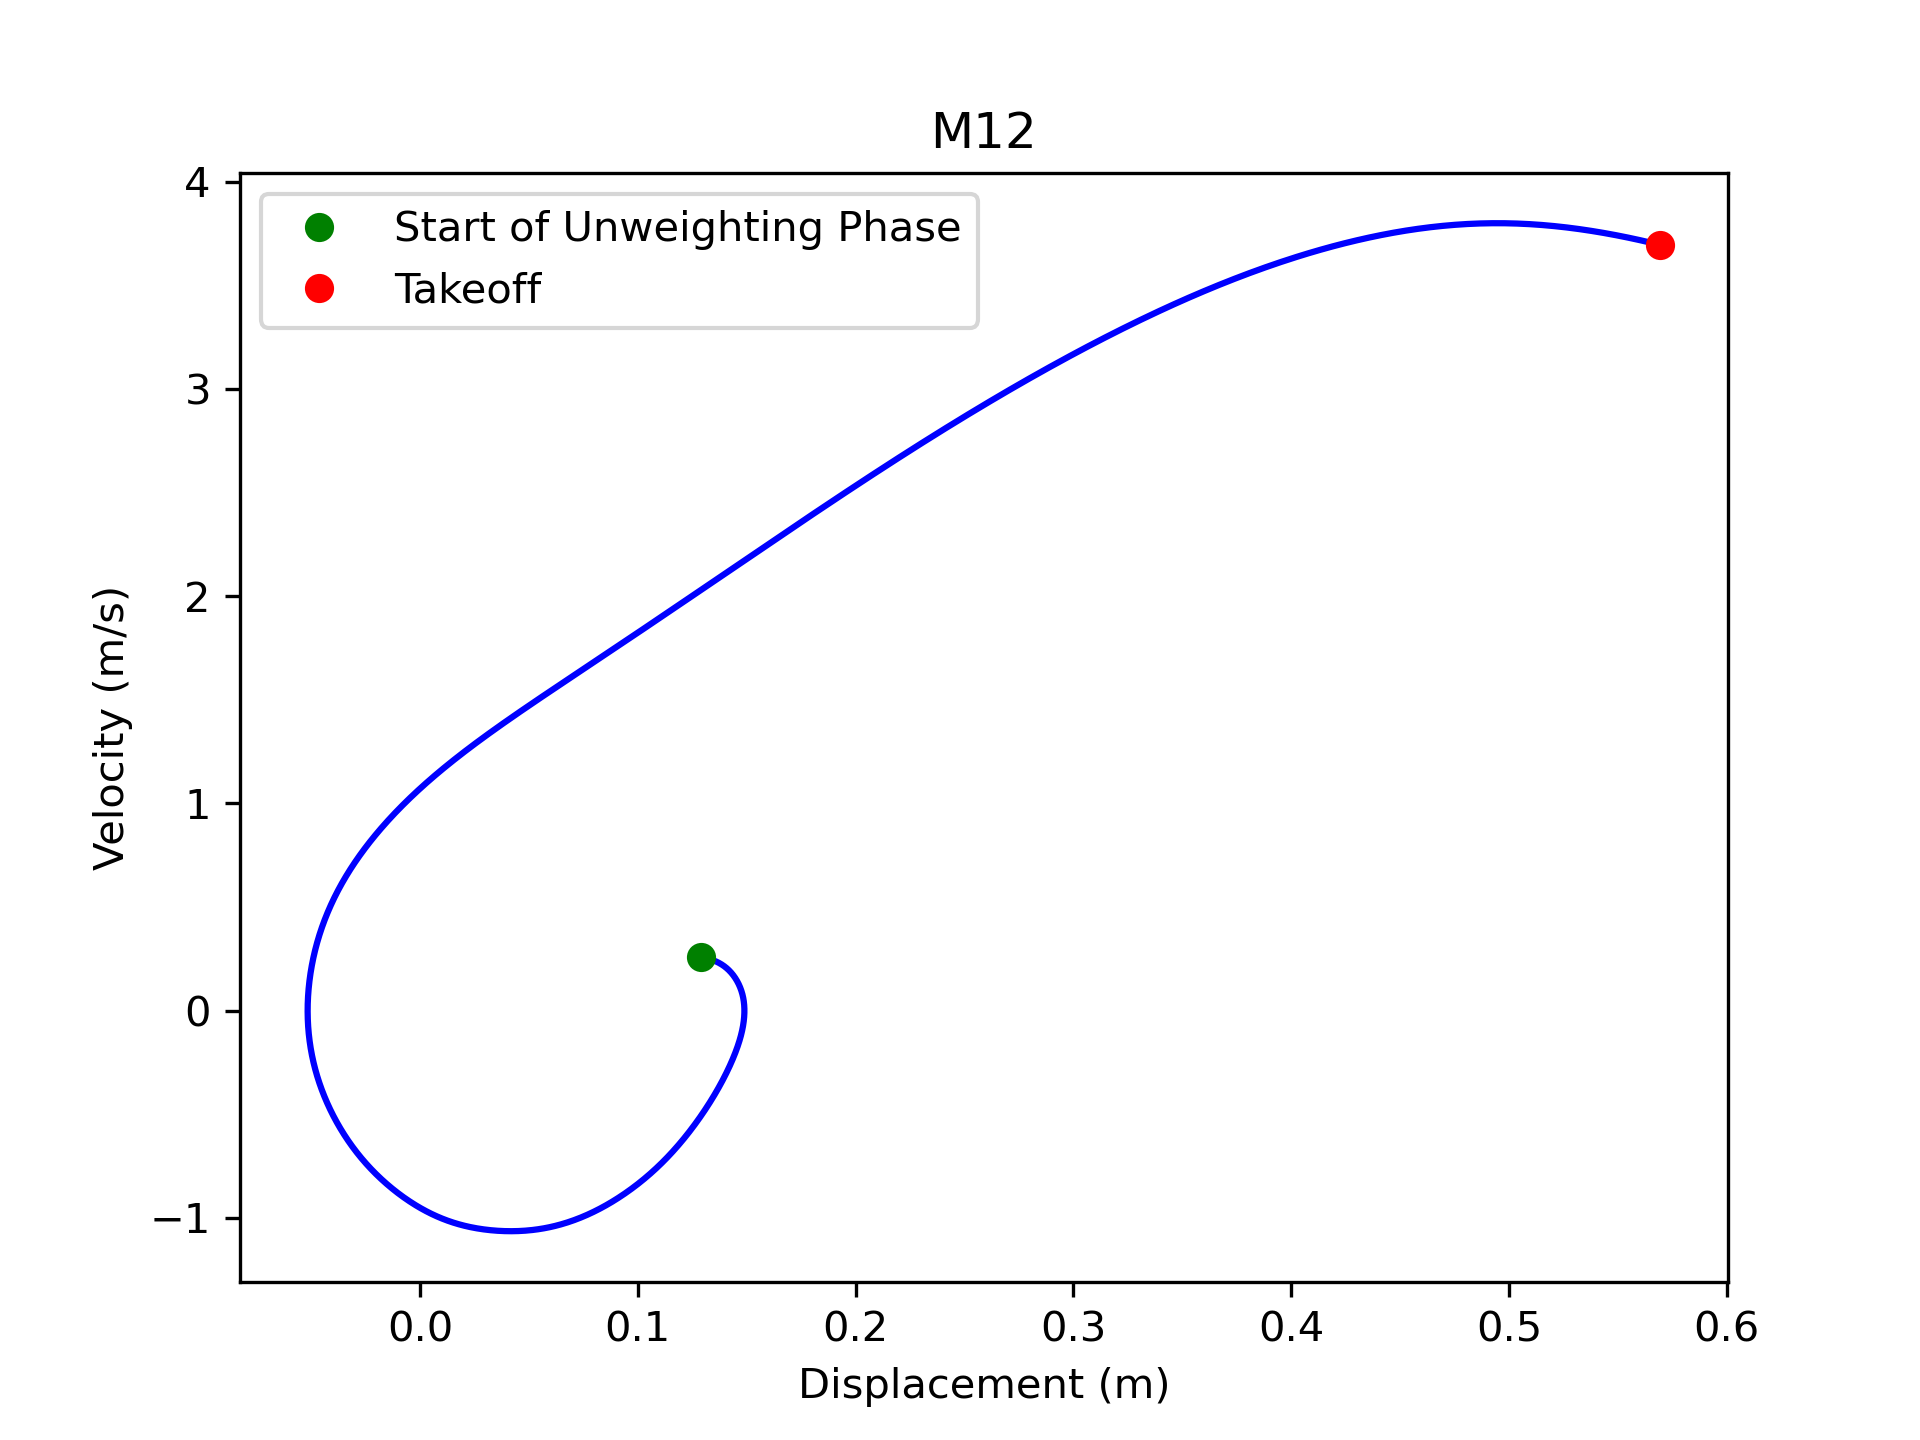 M12
Start of Unweighting Phase
Takeoff
4
3
2
1
0
−1
Velocity (m/s)
0.0 0.1 0.2 0.3 0.4 0.5 0.6
Displacement (m)